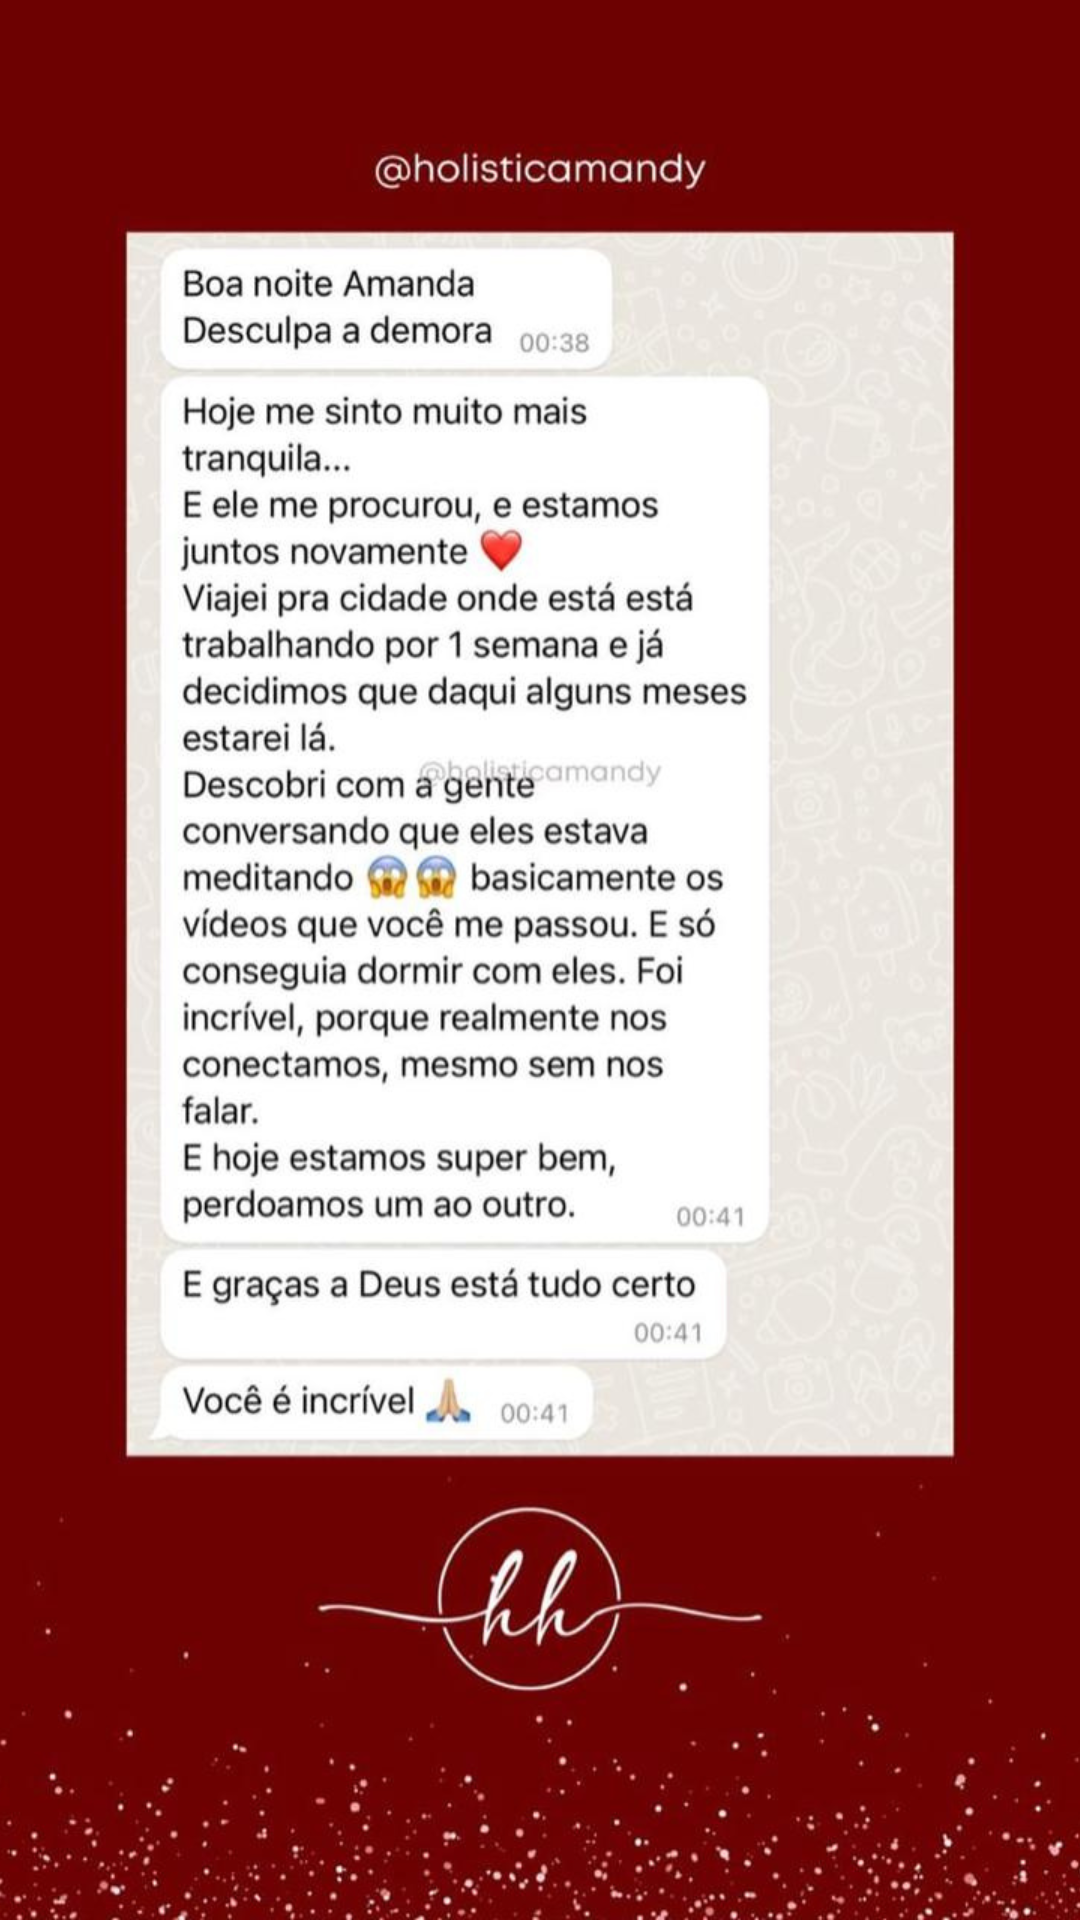 @holisticamandy
Boa noite Amanda
Desculpa a demora 00:38
Hoje me sinto muito mais
tranquila...
E ele me procurou, e estamos
juntos novamente ❤️
Viajei pra cidade onde está está
trabalhando por 1 semana e já
decidimos que daqui alguns meses
estarei lá.
@holisticamandy
Descobri com a gente
conversando que eles estava
meditando 😱😱 basicamente os
vídeos que você me passou. E só
conseguia dormir com eles. Foi
incrível, porque realmente nos
conectamos, mesmo sem nos
falar.
E hoje estamos super bem,
perdoamos um ao outro. 00:41
E graças a Deus está tudo certo
00:41
Você é incrível 🙏🏼 00:41
hh